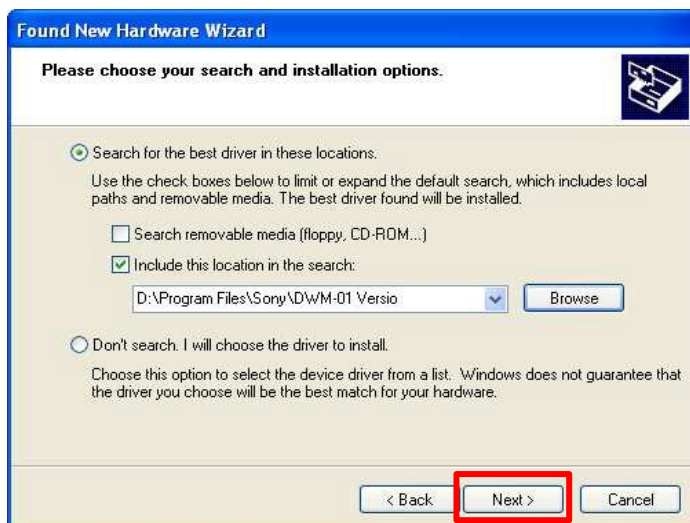 Found New Hardware Wizard
Please choose your search and installation options.
Search for the best driver in these locations.
Use the check boxes below to limit or expand the default search, which includes local
paths and removable media. The best driver found will be installed.
Search removable media (floppy, CD-ROM...)
Include this location in the search:
D:\Program Files\Sony\DWM-01 Versio
Browse
Don't search. I will choose the driver to install.
Choose this option to select the device driver from a list. Windows does not guarantee that
the driver you choose will be the best match for your hardware.
< Back Next > Cancel